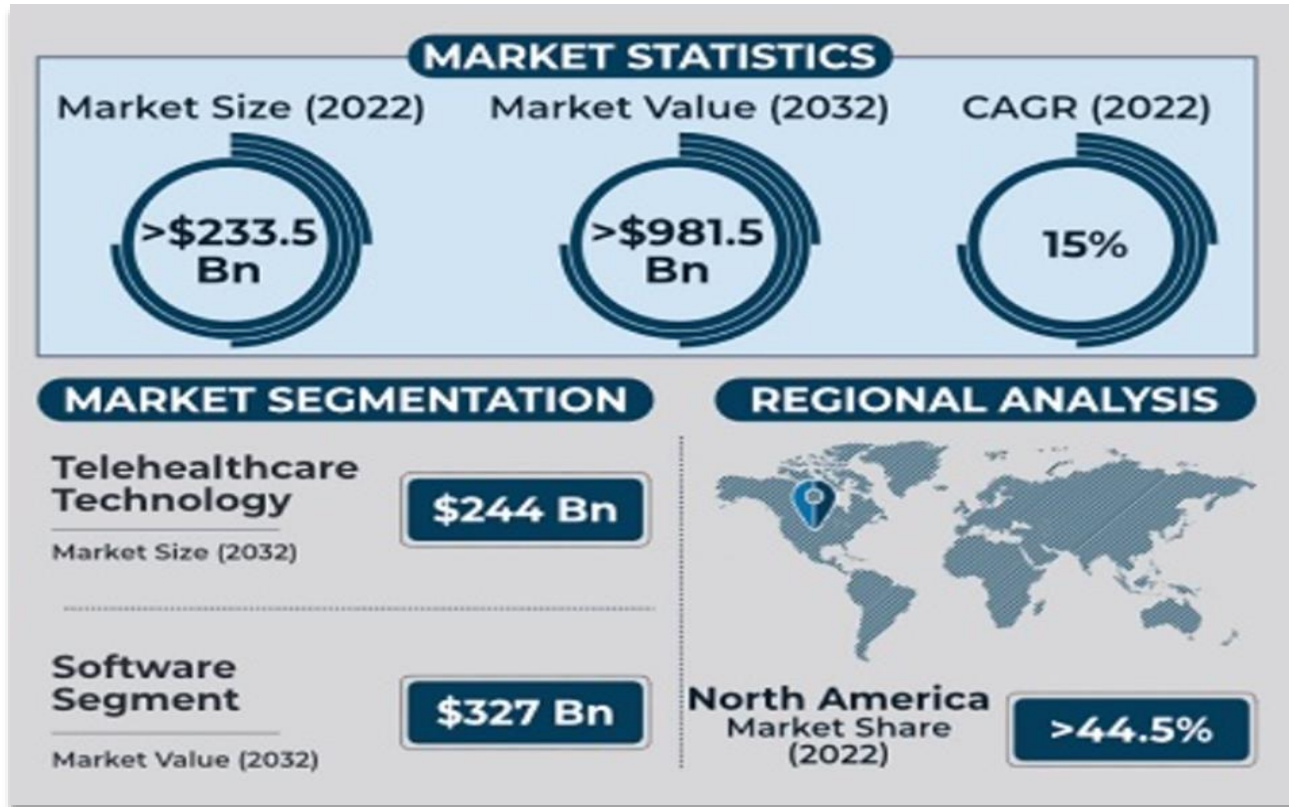 MARKET STATISTICS
Market Size (2022)
>$233.5
Bn
Market Value (2032)
>$981.5
Bn
CAGR (2022)
15%
MARKET SEGMENTATION
Telehealthcare
Technology
Market Size (2032)
$244 Bn
Software
Segment
Market Value (2032)
$327 Bn
REGIONAL ANALYSIS
North America
Market Share
(2022)
>44.5%